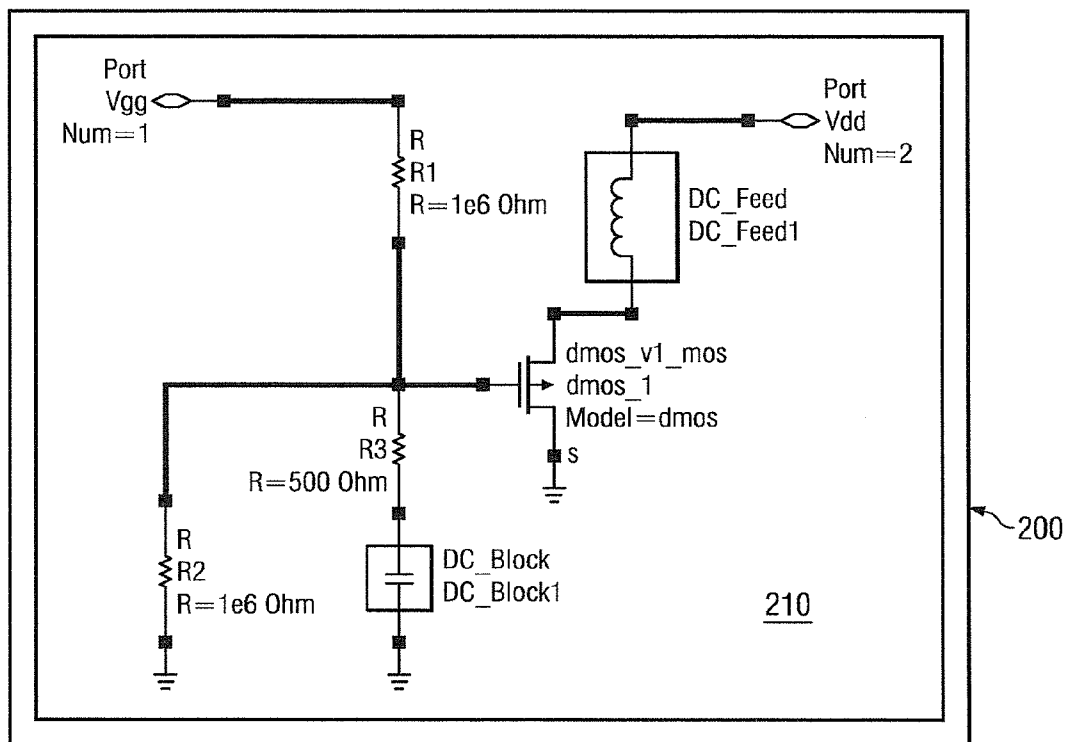 Port
Vgg
Num=1
R
R1
R=1e6 Ohm
Port
Vdd
Num=2
DC_Feed
DC_Feed1
dmos_v1_mos
dmos_1
Model=dmos
s
R
R3
R=500 Ohm
R
R2
R=1e6 Ohm
DC_Block
DC_Block1
210
200